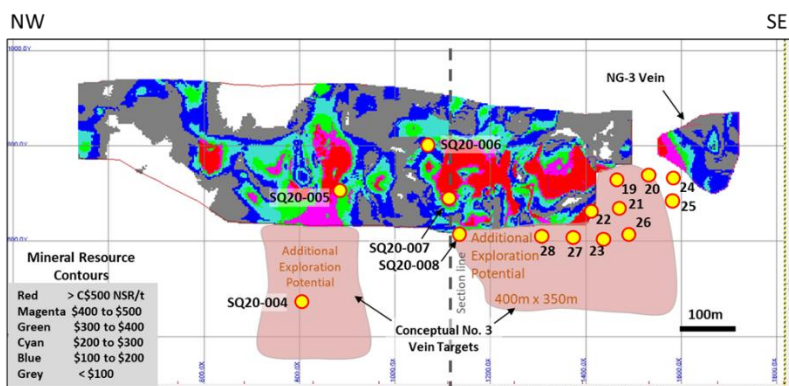 NW
SE
NG-3 Vein
SQ20-006
SQ20-005
19
20
24
25
22
21
26
28
27
23
SQ20-007
SQ20-008
Section line
Additional
Exploration
Potential
400m x 350m
Additional
Exploration
Potential
SQ20-004
Conceptual No. 3
Vein Targets
100m
Mineral Resource
Contours
Red > C$500 NSR/t
Magenta $400 to $500
Green $300 to $400
Cyan $200 to $300
Blue $100 to $200
Grey < $100